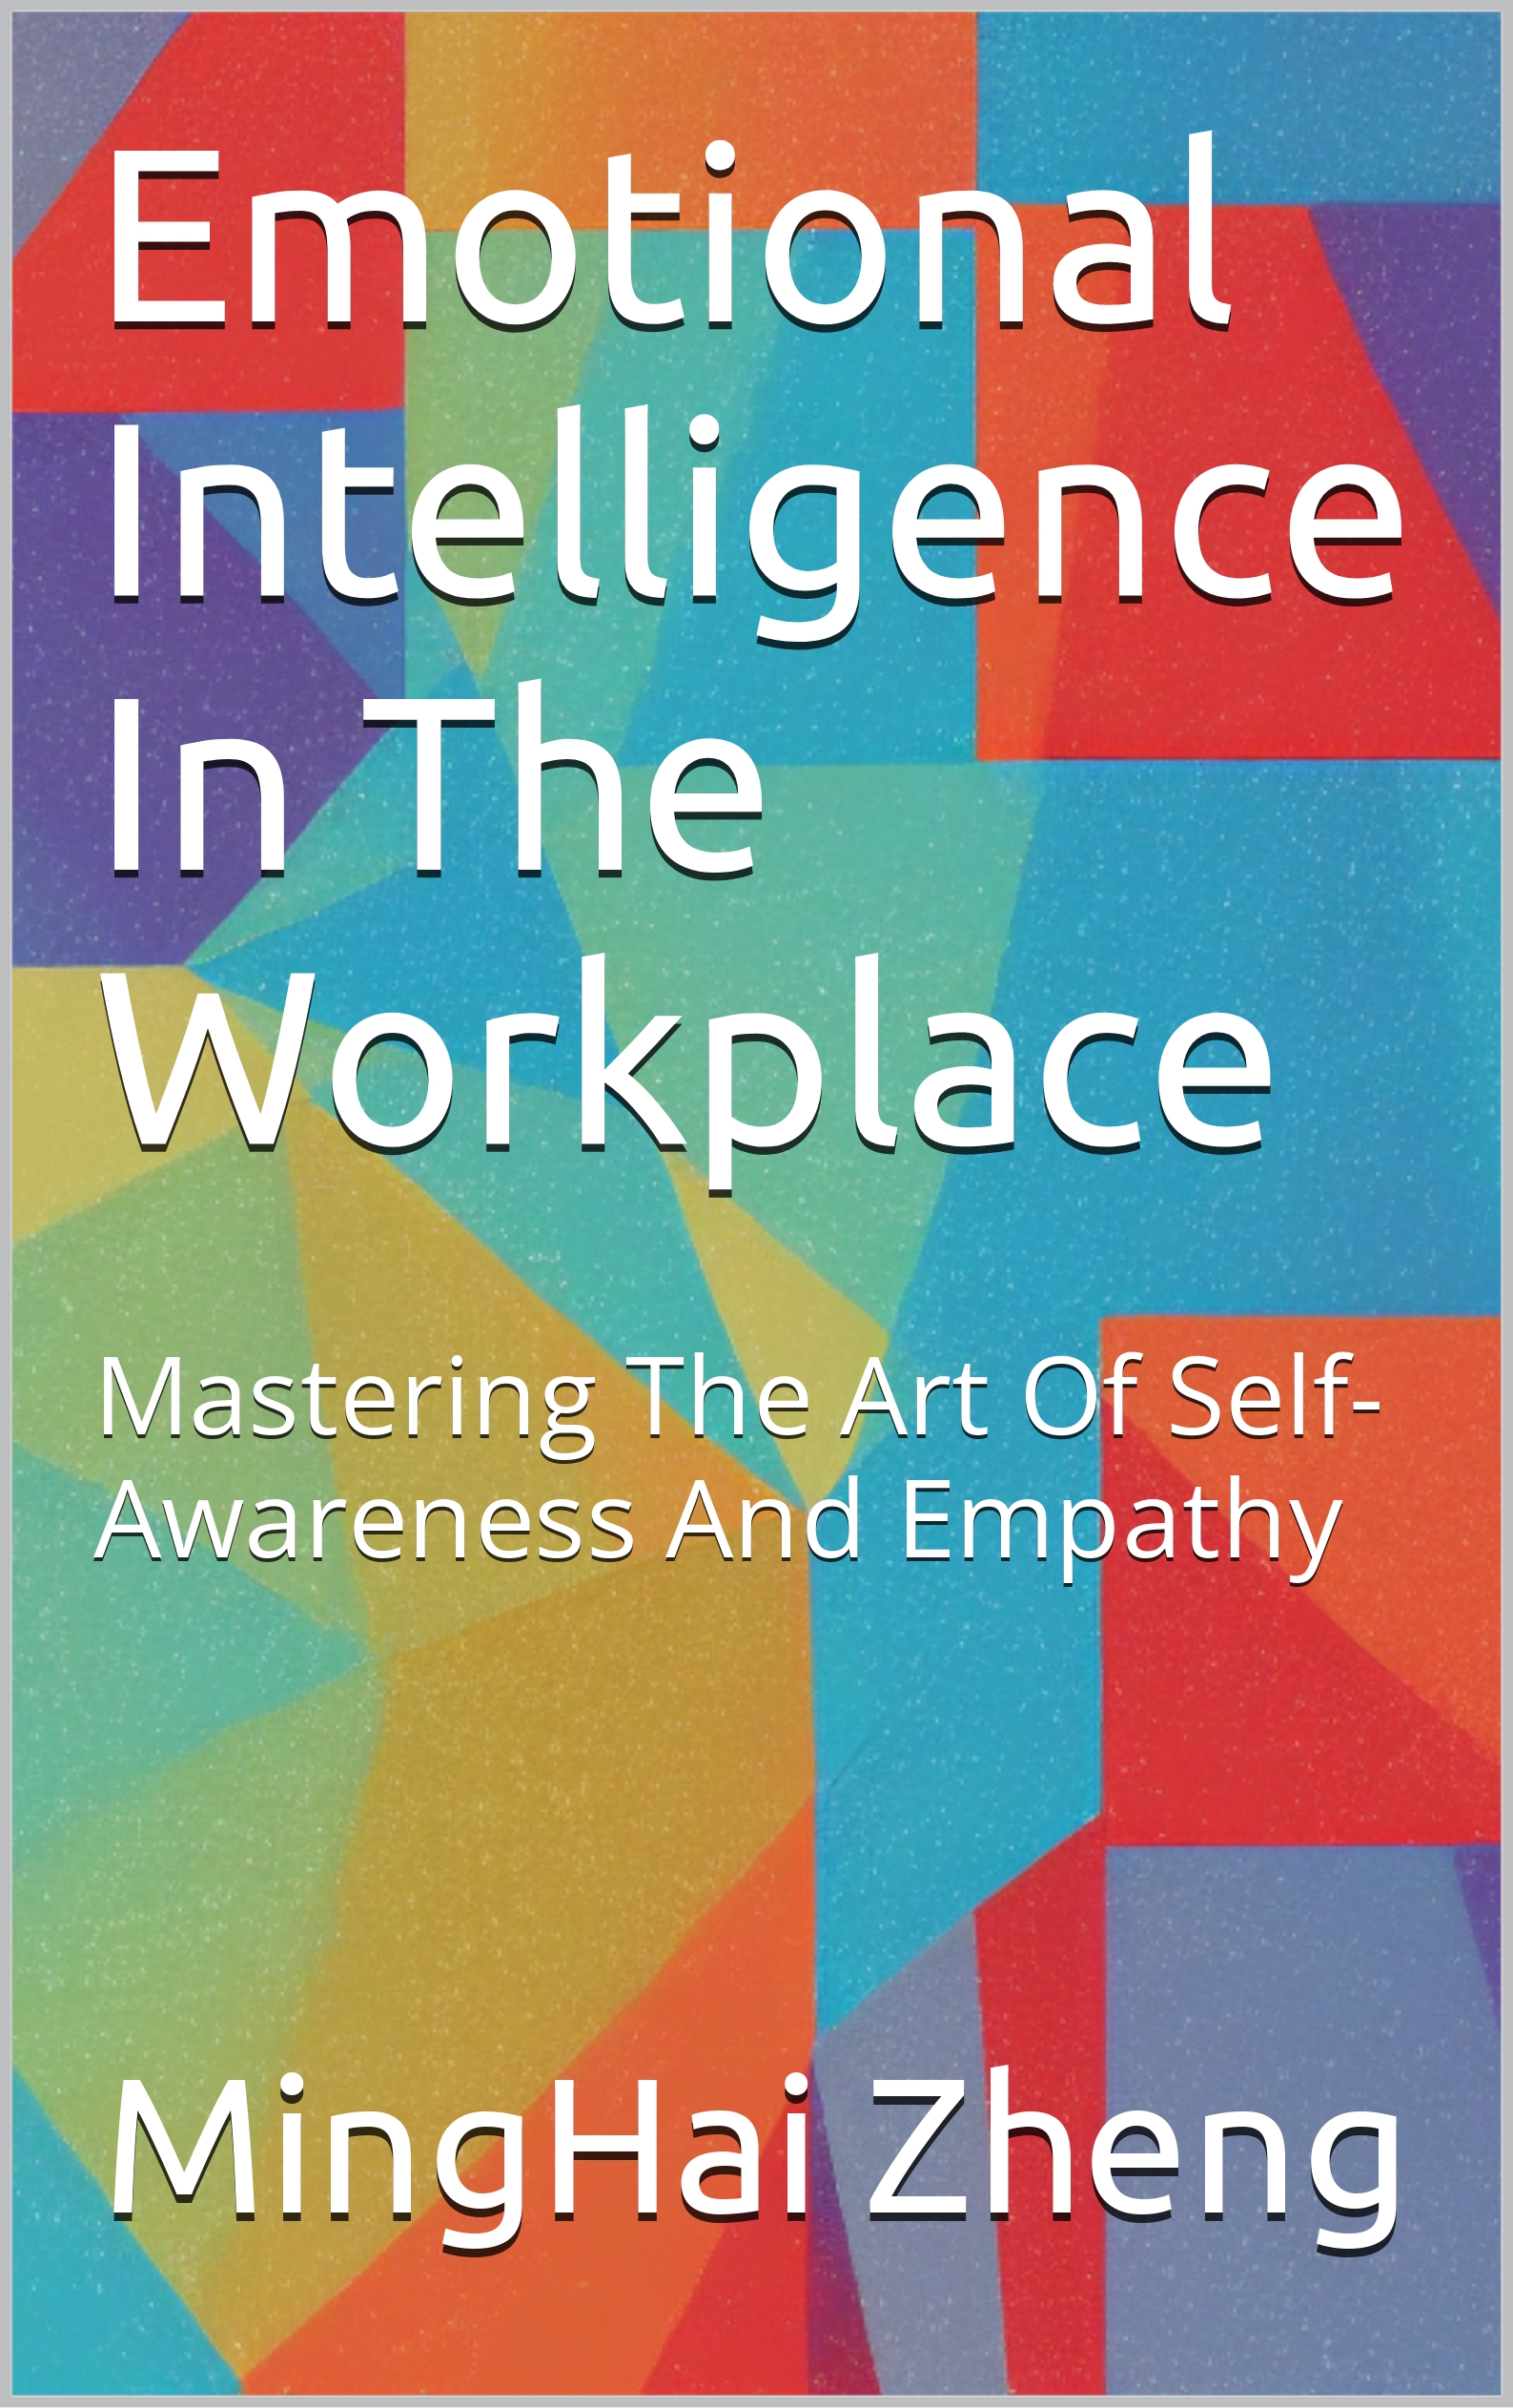 Emotional
Intelligence
In The
Workplace
Mastering The Art Of Self-
Awareness And Empathy
MingHai Zheng